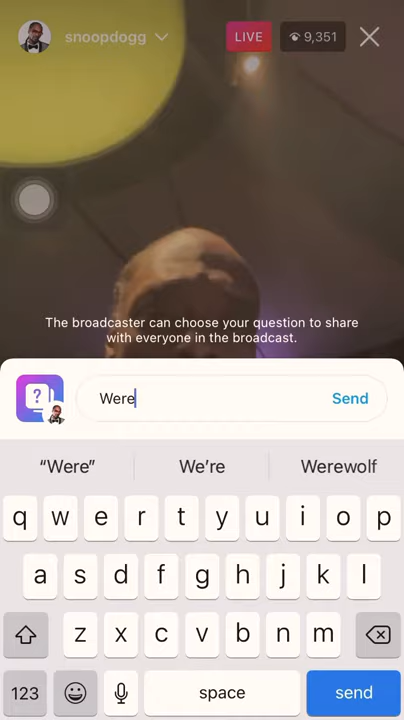 snoopdogg
LIVE
9,351
The broadcaster can choose your question to share
with everyone in the broadcast.
?
Were
Send
“Were”
We’re
Werewolf
q w e r t y u i o p
a s d f g h j k l
z x c v b n m
123
space
send